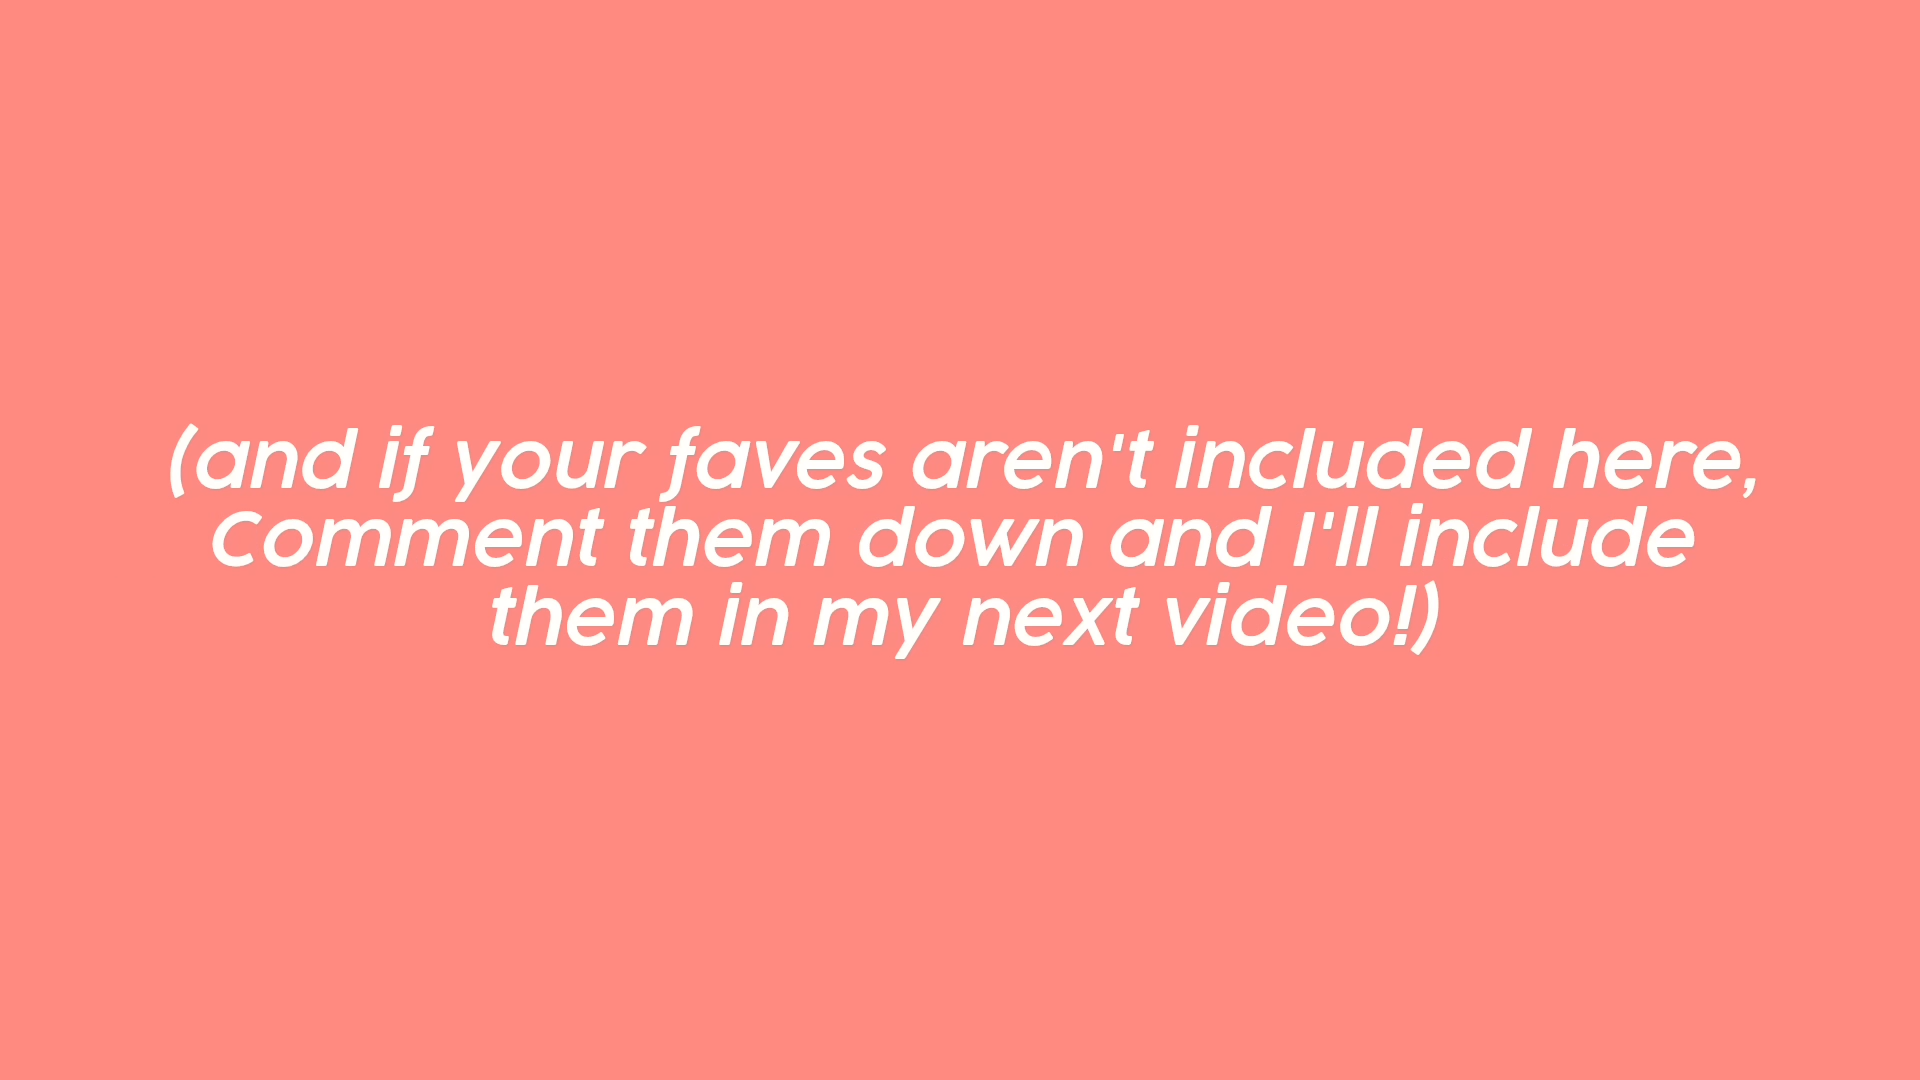 (and if your faves aren't included here,
Comment them down and I'll include
them in my next video!)